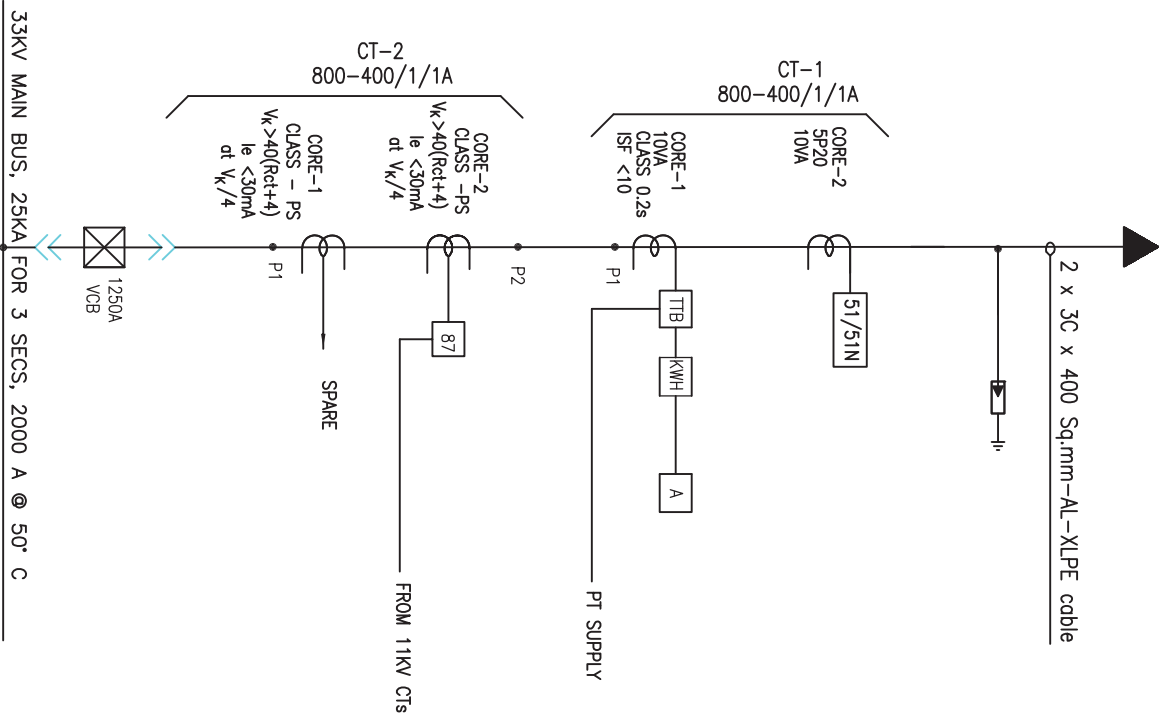 CT-2
800-400/1/1A
CT-1
800-400/1/1A
CORE-1
CLASS - PS
VK>40(Rct+4)
Ie <30mA
at VK/4
CORE-2
CLASS -PS
VK>40(Rct+4)
Ie <30mA
at VK/4
CORE-1
10VA
CLASS 0.2s
ISF <10
CORE-2
5P20
10VA
33KV MAIN BUS, 25KA FOR 3 SECS, 2000 A @ 50° C
1250A
VCB
P1
SPARE
87
FROM 11KV CTs
P2
P1
TTB
KWH
A
PT SUPPLY
51/51N
2 x 3C x 400 Sq.mm-AL-XLPE cable